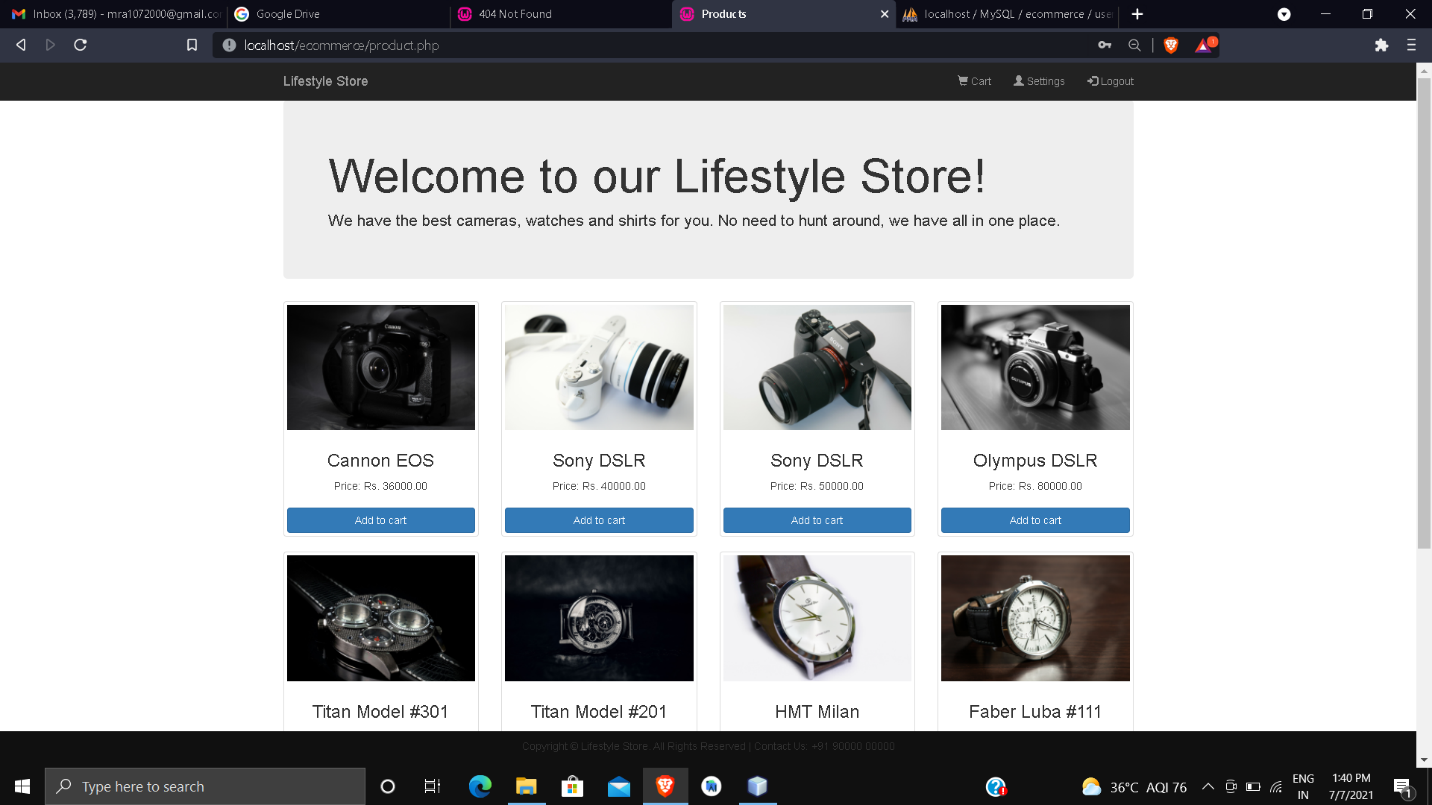 Inbox (3,789) - mra1072000@gmail.co
Google Drive
404 Not Found
Products
localhost / MySQL / ecommerce / use
localhost/ecommerce/product.php
Lifestyle Store
Cart
Settings
Logout
Welcome to our Lifestyle Store!
We have the best cameras, watches and shirts for you. No need to hunt around, we have all in one place.
Canon
SONY
OLYMPUS
Cannon EOS
Sony DSLR
Sony DSLR
Olympus DSLR
Price: Rs. 36000.00
Price: Rs. 40000.00
Price: Rs. 50000.00
Price: Rs. 80000.00
Add to cart
Add to cart
Add to cart
Add to cart
Titan Model #301
Titan Model #201
HMT Milan
Faber Luba #111
Copyright © Lifestyle Store. All Rights Reserved | Contact Us: +91 90000 00000
Type here to search
36°C AQI 76
ENG
IN
1:40 PM
7/7/2021
1